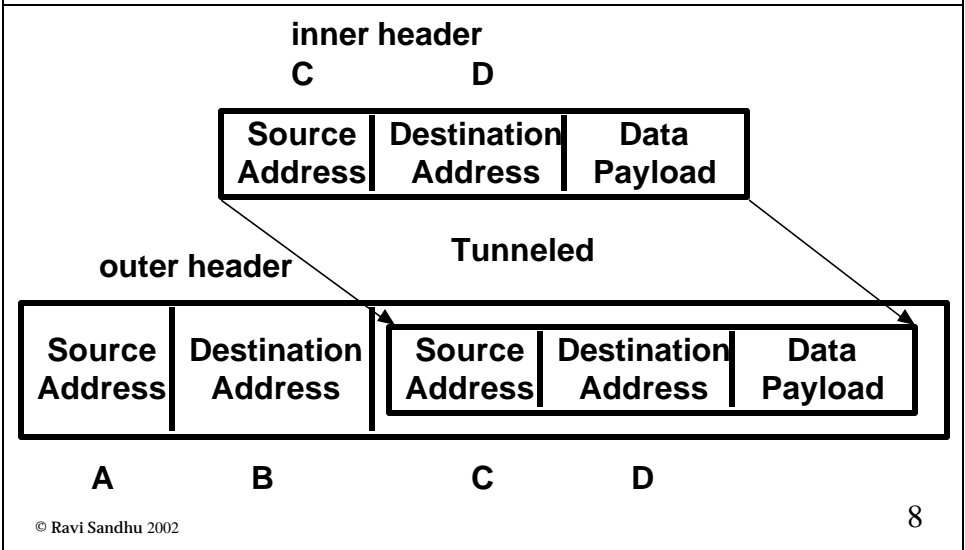 inner header
C D
Source Destination Data
Address Address Payload
Tunneled
outer header
Source Destination Source Destination Data
Address Address Address Address Payload
A B C D
© Ravi Sandhu 2002 8